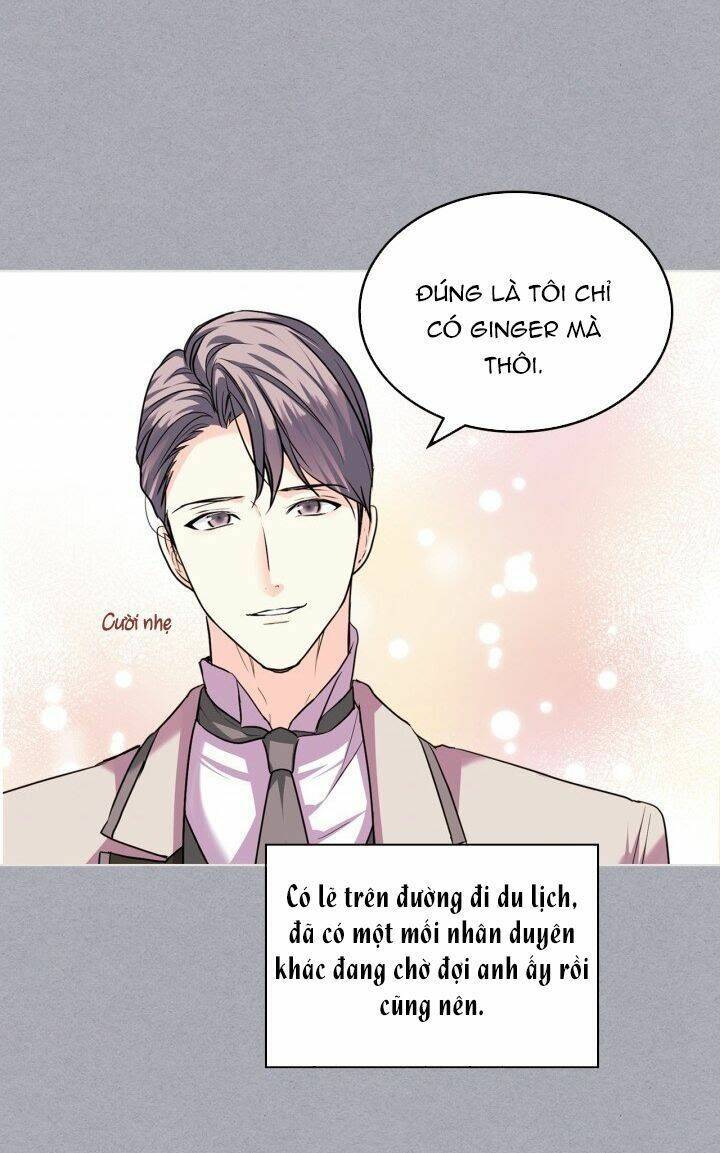 ĐÚNG LÀ TÔI CHỈ
CÓ GINGER MÀ
THÔI.
Cười nhẹ
Có lẽ trên đường đi du lịch,
đã có một mối nhân duyên
khác đang chờ đợi anh ấy rồi
cũng nên.